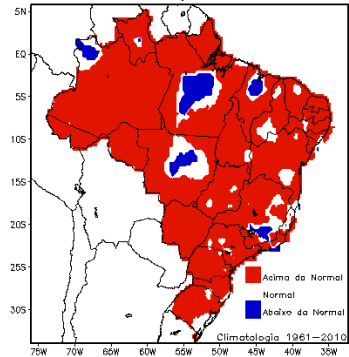 5N
EQ
5S
10S
15S
20S
25S
30S
75W 70W 65W 60W 55W 50W 45W 40W 35W
Acima da Normal
Normal
Abaixo da Normal
Climatologia 1961-2010